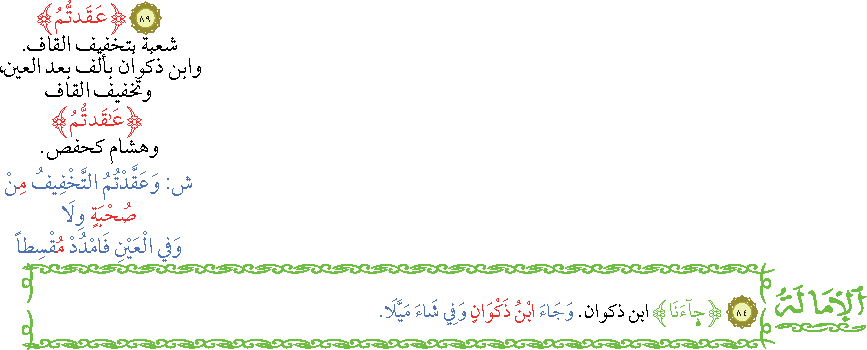 ٨٩ ﴿عَقَدتُّمُ﴾
شعبة بتخفيف القاف.
وابن ذكوان بألف بعد العين،
وتخفيف القاف
﴿عَٰقَدتُّمُ﴾
وهشام كحفص.
ش: وَعَقَّدْتُمُ التَّخْفِيفُ مِنْ
صُحْبَةٍ وِلَا
وَفِي الْعَيْنِ فَامْدُدْ مُقْسِطاً
اَلْإِمَالَةُ
٨٤ ﴿جَآءَنَا﴾ ابن ذكوان. وَجَاءَ ابْنُ ذَكْوَانٍ وَفِي شَاءَ مَيَّلَا.